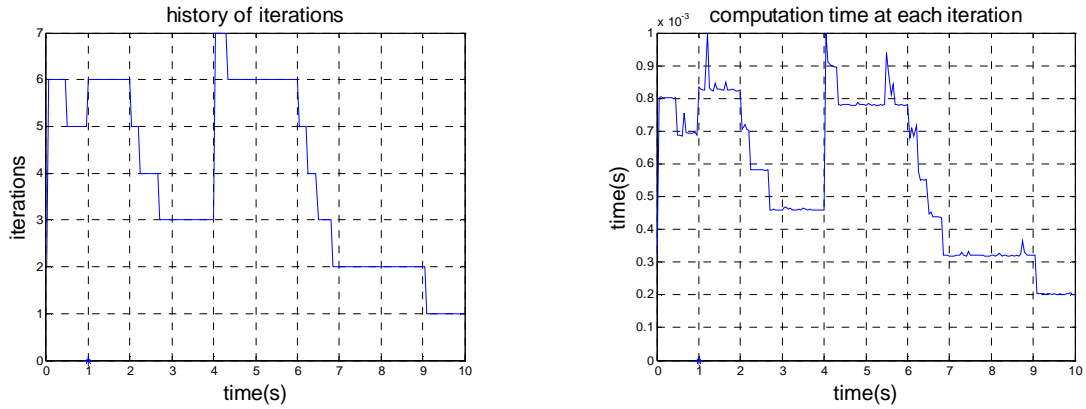 history of iterations
7
6
5
4
3
2
1
0
iterations
0 1 2 3 4 5 6 7 8 9 10
time(s)
computation time at each iteration
x 10^-3
1
0.9
0.8
0.7
0.6
0.5
0.4
0.3
0.2
0.1
0
time(s)
0 1 2 3 4 5 6 7 8 9 10
time(s)